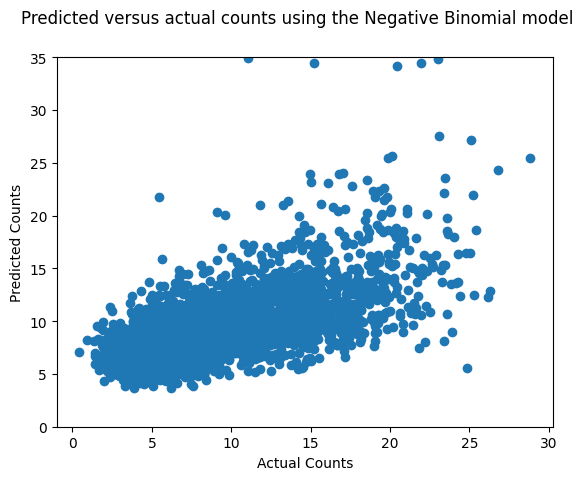 Predicted versus actual counts using the Negative Binomial model
35
30
25
20
15
10
5
0
Predicted Counts
0 5 10 15 20 25 30
Actual Counts